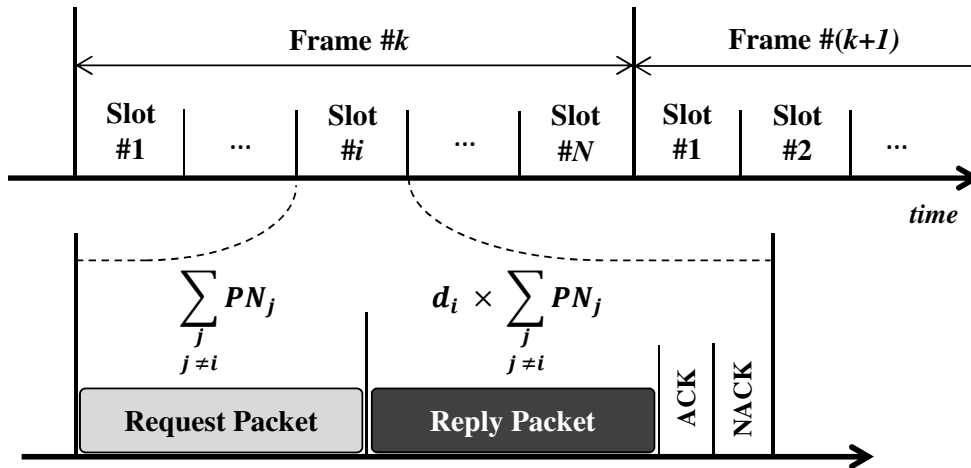 Frame #k Frame #(k+1)
Slot #1 ... Slot #i ... Slot #N Slot #1 Slot #2 ...
time
∑ PN_j d_i × ∑ PN_j
j j
j ≠ i j ≠ i
Request Packet Reply Packet ACK NACK